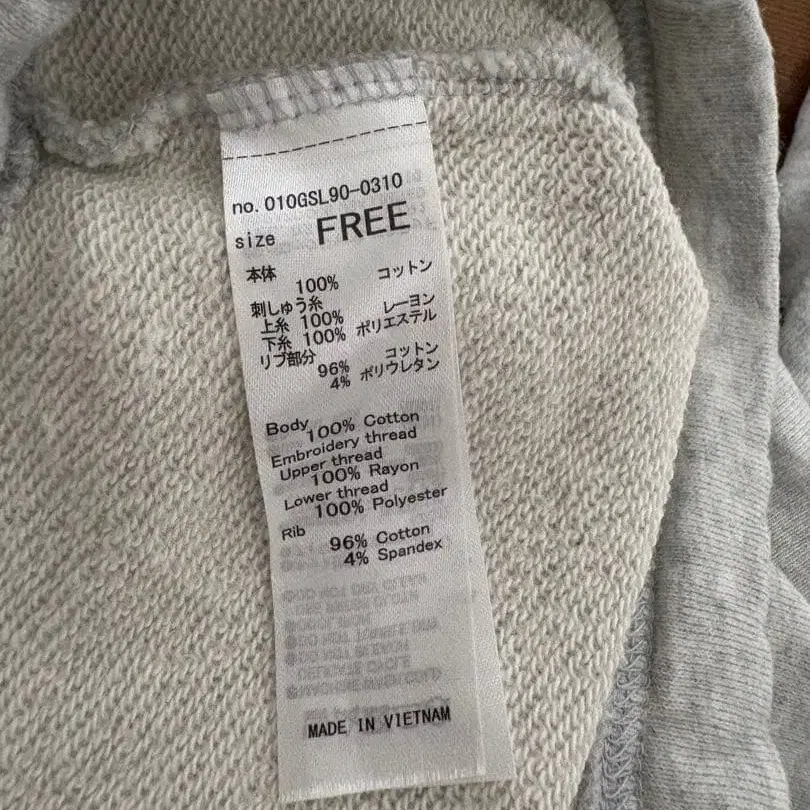 no. 010GSL90-0310
size FREE
本体
100% コットン
刺しゅう糸
上糸 100% レーヨン
下糸 100% ポリエステル
リブ部分
96% コットン
4% ポリウレタン
Body
100% Cotton
Embroidery thread
Upper thread
100% Rayon
Lower thread
100% Polyester
Rib
96% Cotton
4% Spandex
MADE IN VIETNAM